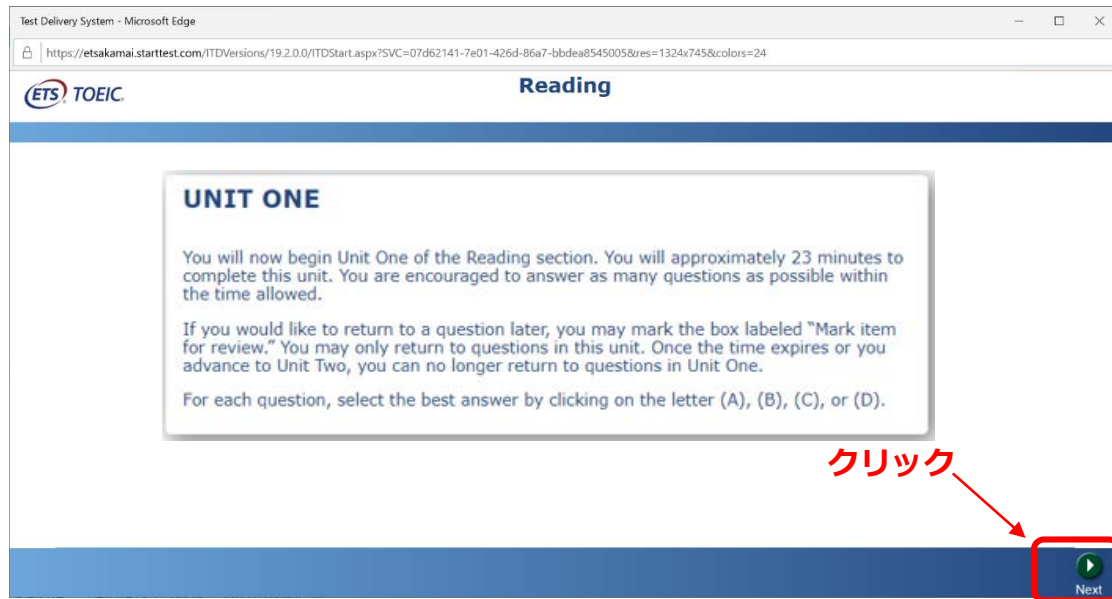 Test Delivery System - Microsoft Edge
https://etsakamai.starttest.com/ITDVersions/19.2.0.0/ITDStart.aspx?SVC=07d62141-7e01-426d-86a7-bbdea8545005&res=1324x745&colors=24
ETS® TOEIC®
Reading
UNIT ONE
You will now begin Unit One of the Reading section. You will approximately 23 minutes to
complete this unit. You are encouraged to answer as many questions as possible within
the time allowed.
If you would like to return to a question later, you may mark the box labeled “Mark item
for review.” You may only return to questions in this unit. Once the time expires or you
advance to Unit Two, you can no longer return to questions in Unit One.
For each question, select the best answer by clicking on the letter (A), (B), (C), or (D).
クリック
Next